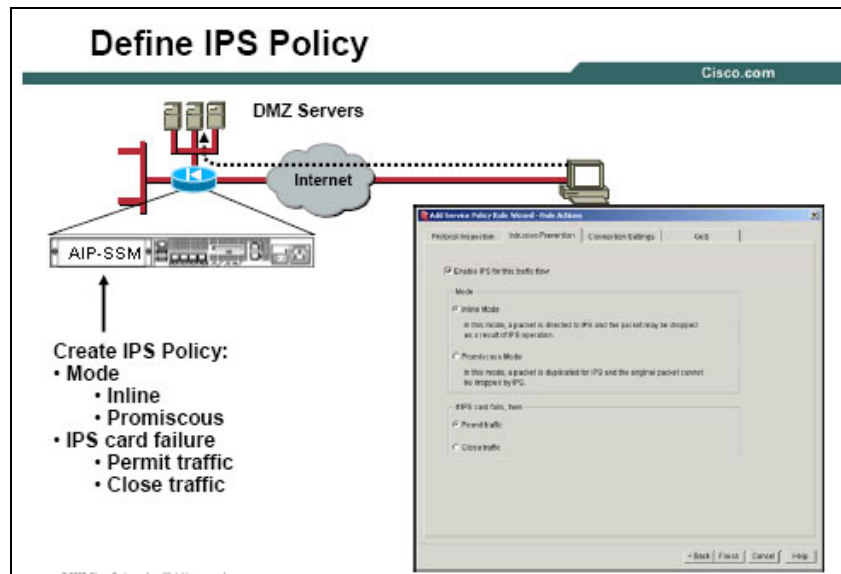 Define IPS Policy
Cisco.com
DMZ Servers
Internet
AIP-SSM
Create IPS Policy:
• Mode
• Inline
• Promiscous
• IPS card failure
• Permit traffic
• Close traffic
Add Service Policy Rule Wizard - Rule Actions
Protocol Inspection
Intrusion Prevention
Connection Settings
QoS
Enable IPS for this traffic flow
Mode
Inline Mode
In this mode, a packet is directed to IPS and the packet may be dropped
as a result of IPS operation.
Promiscous Mode
In this mode, a packet is duplicated for IPS and the original packet cannot
be dropped by IPS.
If IPS card fails, then
Permit traffic
Close traffic
< Back
Finish
Cancel
Help